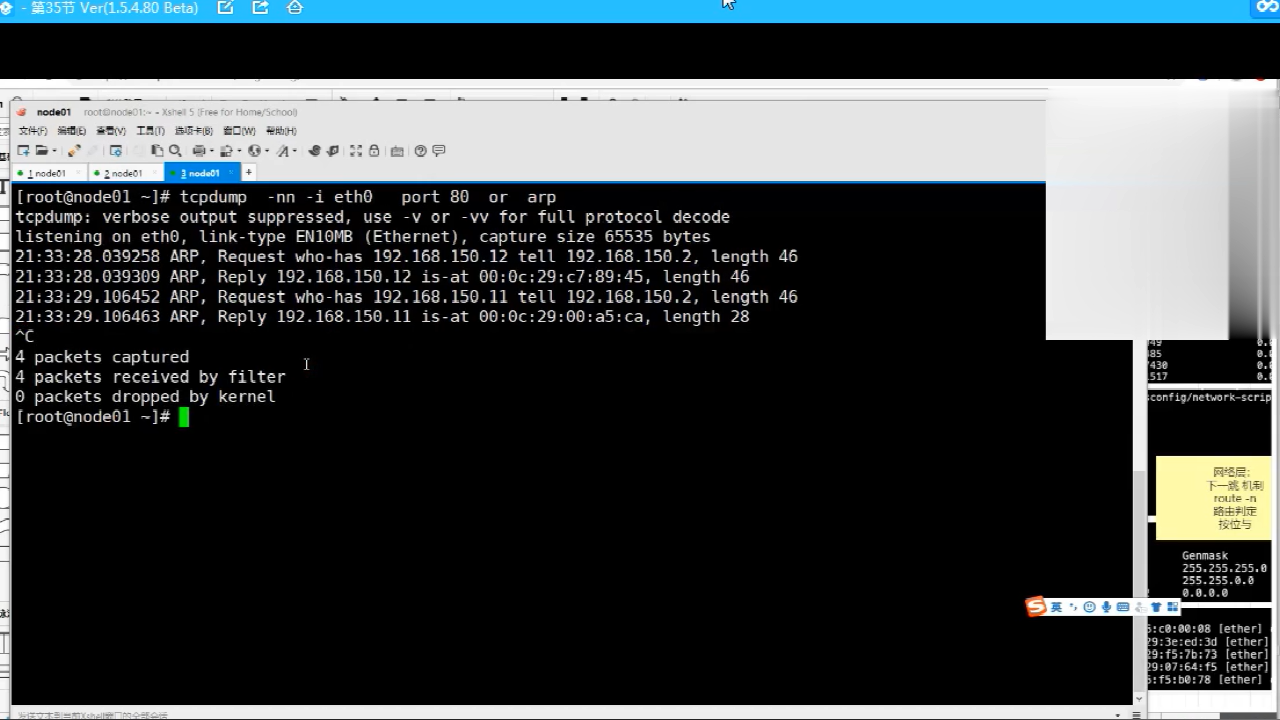 - 第35节 Ver(1.5.4.80 Beta)
node01 root@node01:~ - Xshell 5 (Free for Home/School)
文件(F) 编辑(E) 查看(V) 工具(T) 选项卡(B) 窗口(W) 帮助(H)
1 node01 2 node01 3 node01 +
[root@node01 ~]# tcpdump -nn -i eth0 port 80 or arp
tcpdump: verbose output suppressed, use -v or -vv for full protocol decode
listening on eth0, link-type EN10MB (Ethernet), capture size 65535 bytes
21:33:28.039258 ARP, Request who-has 192.168.150.12 tell 192.168.150.2, length 46
21:33:28.039309 ARP, Reply 192.168.150.12 is-at 00:0c:29:c7:89:45, length 46
21:33:29.106452 ARP, Request who-has 192.168.150.11 tell 192.168.150.2, length 46
21:33:29.106463 ARP, Reply 192.168.150.11 is-at 00:0c:29:00:a5:ca, length 28
^C
4 packets captured
4 packets received by filter
0 packets dropped by kernel
[root@node01 ~]#
485 0.0
7430 0.0
1517 0.0
sconfig/network-scrip
网络层:
下一跳 机制
route -n
路由判定
按位与
Genmask
255.255.255.0
255.255.0.0
0.0.0.0
英
5:c0:00:08 [ether]
29:3e:ed:3d [ether]
29:f5:7b:73 [ether]
29:07:64:f5 [ether]
5:f5:b0:78 [ether]